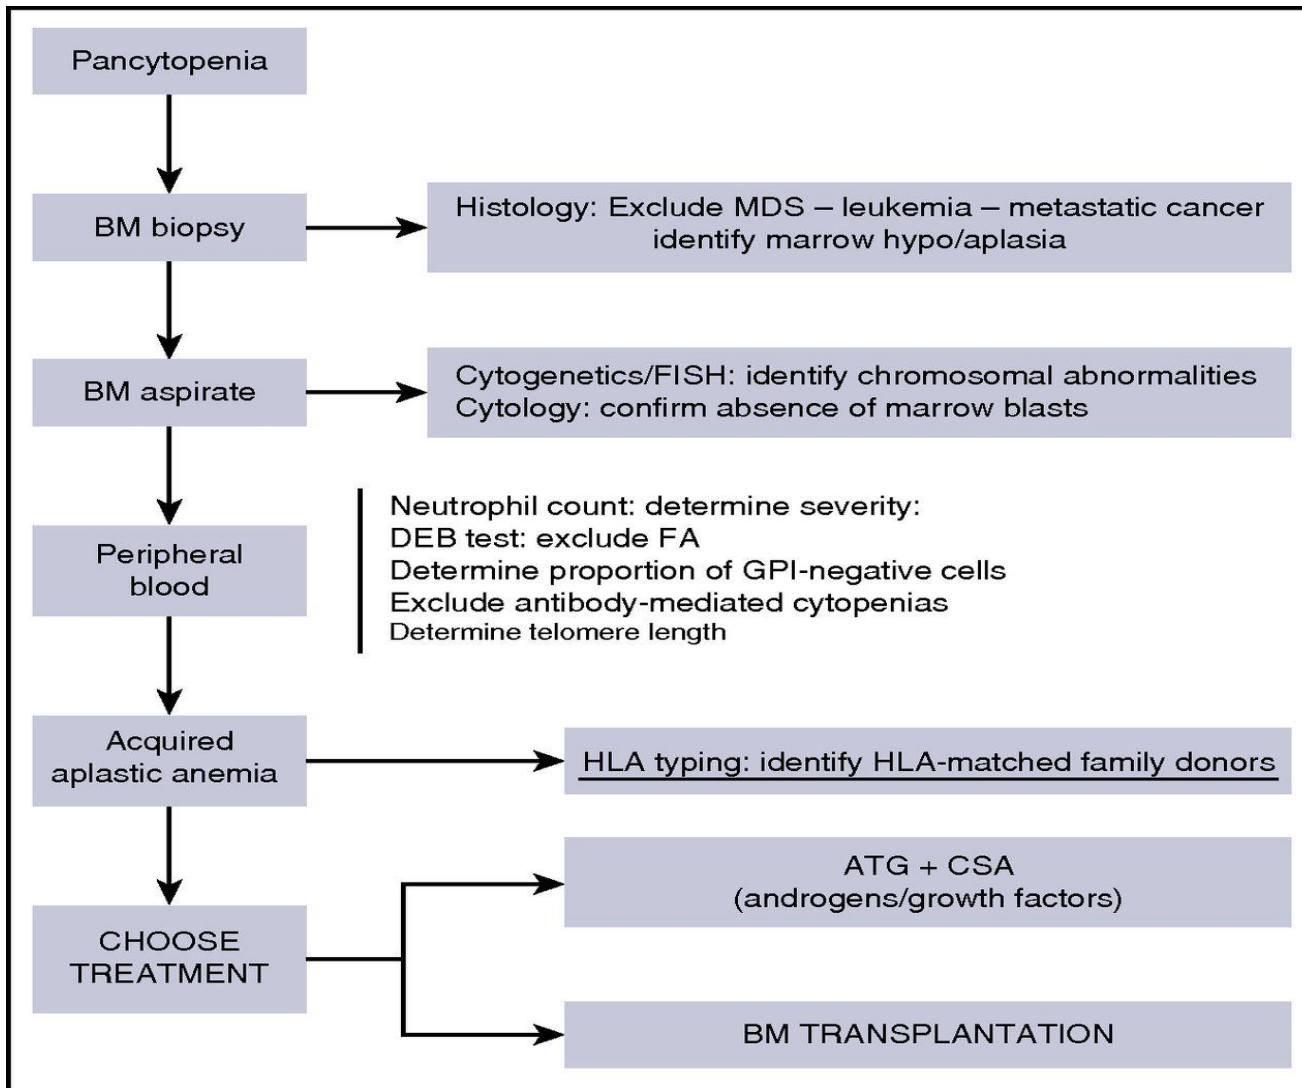 Pancytopenia
BM biopsy
Histology: Exclude MDS – leukemia – metastatic cancer
identify marrow hypo/aplasia
BM aspirate
Cytogenetics/FISH: identify chromosomal abnormalities
Cytology: confirm absence of marrow blasts
Peripheral
blood
Neutrophil count: determine severity:
DEB test: exclude FA
Determine proportion of GPI-negative cells
Exclude antibody-mediated cytopenias
Determine telomere length
Acquired
aplastic anemia
HLA typing: identify HLA-matched family donors
CHOOSE
TREATMENT
ATG + CSA
(androgens/growth factors)
BM TRANSPLANTATION